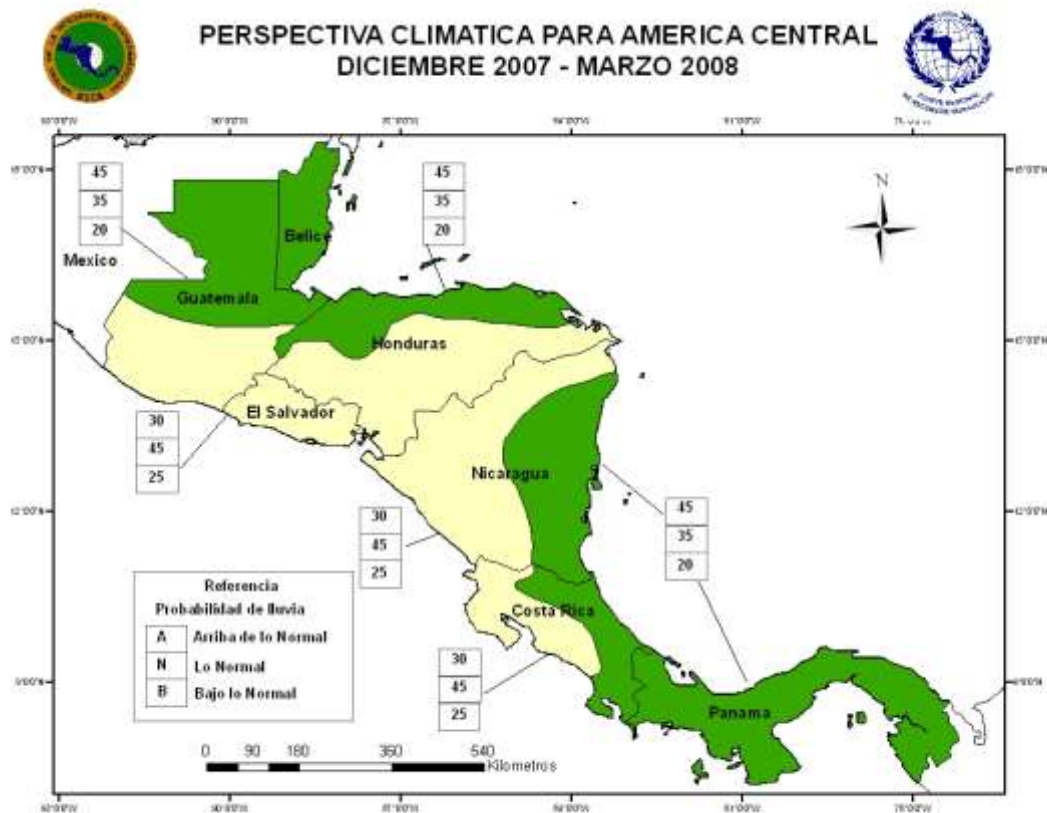 PERSPECTIVA CLIMATICA PARA AMERICA CENTRAL
DICIEMBRE 2007 - MARZO 2008
45
35
20
45
35
20
N
Mexico
Belice
Guatemala
Honduras
El Salvador
30
45
25
Nicaragua
30
45
25
45
35
20
Referencia
Probabilidad de lluvia
A Arriba de lo Normal
N Lo Normal
B Bajo lo Normal
Costa Rica
30
45
25
Panama
0 90 180 360 540
Kilometros